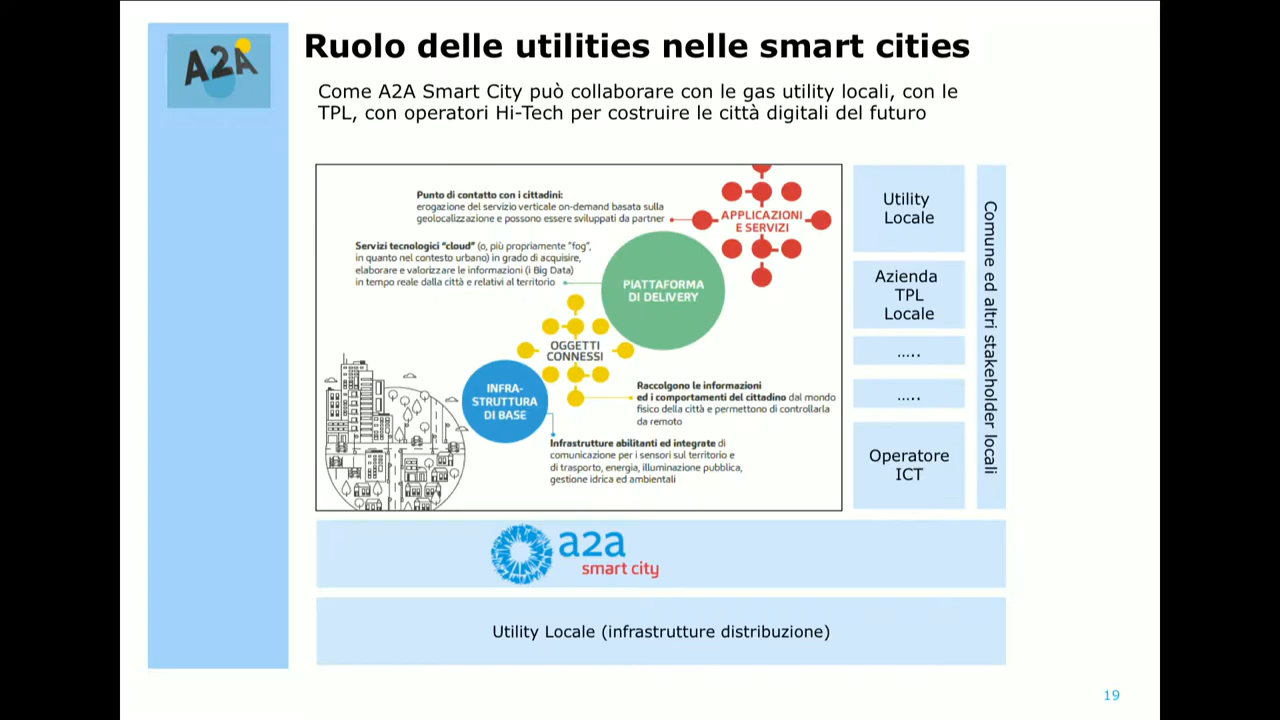 A2A
Ruolo delle utilities nelle smart cities
Come A2A Smart City può collaborare con le gas utility locali, con le
TPL, con operatori Hi-Tech per costruire le città digitali del futuro
Punto di contatto con i cittadini:
erogazione del servizio verticale on-demand basata sulla
geolocalizzazione e possono essere sviluppati da partner
APPLICAZIONI
E SERVIZI
Servizi tecnologici "cloud" (o, più propriamente "fog",
in quanto nel contesto urbano) in grado di acquisire,
elaborare e valorizzare le informazioni (i Big Data)
in tempo reale dalla città e relativi al territorio
PIATTAFORMA
DI DELIVERY
OGGETTI
CONNESSI
INFRA-
STRUTTURA
DI BASE
Raccolgono le informazioni
ed i comportamenti del cittadino dal mondo
fisico della città e permettono di controllarla
da remoto
Infrastrutture abilitanti ed integrate di
comunicazione per i sensori sul territorio e
di trasporto, energia, illuminazione pubblica,
gestione idrica ed ambientali
Utility
Locale
Azienda
TPL
Locale
.....
.....
Operatore
ICT
Comune ed altri stakeholder locali
a2a
smart city
Utility Locale (infrastrutture distribuzione)
19